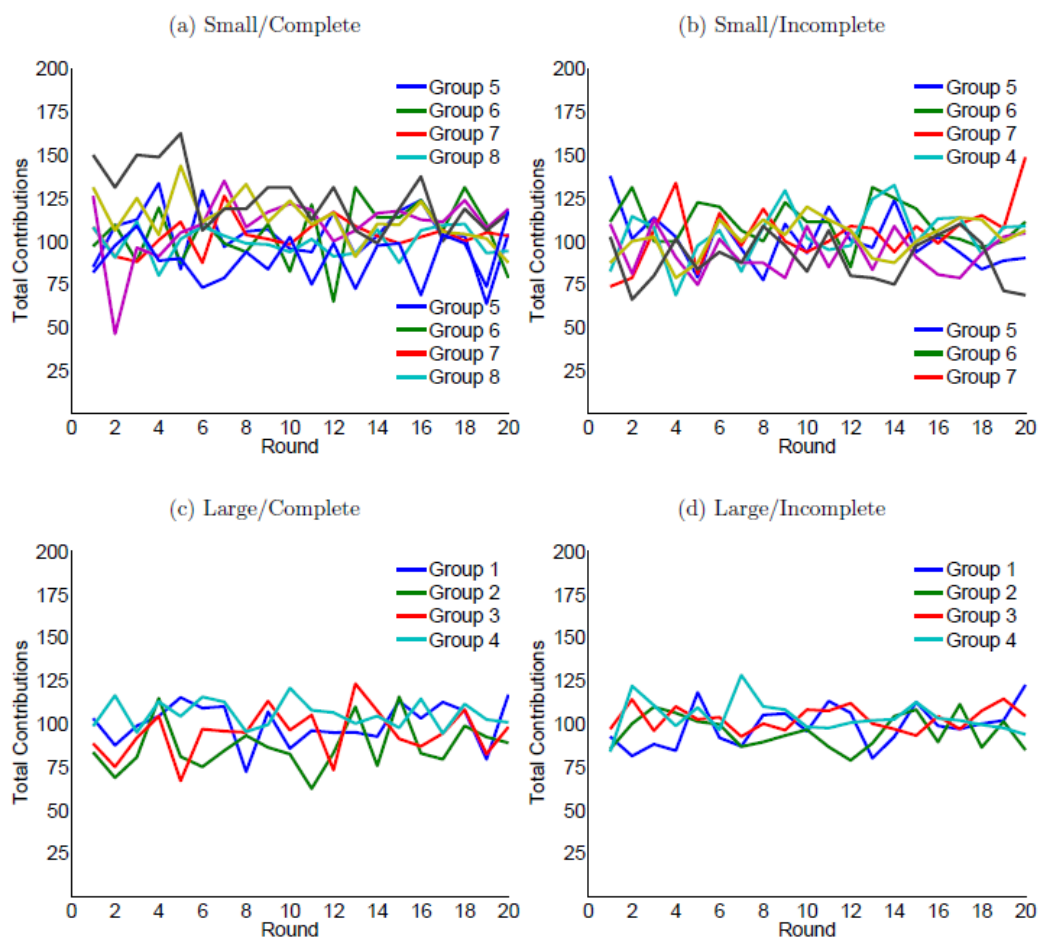 (a) Small/Complete
200
175
150
125
100
75
50
25
0 2 4 6 8 10 12 14 16 18 20
Total Contributions
Round
Group 5
Group 6
Group 7
Group 8
Group 5
Group 6
Group 7
Group 8
(b) Small/Incomplete
200
175
150
125
100
75
50
25
0 2 4 6 8 10 12 14 16 18 20
Total Contributions
Round
Group 5
Group 6
Group 7
Group 4
Group 5
Group 6
Group 7
(c) Large/Complete
200
175
150
125
100
75
50
25
0 2 4 6 8 10 12 14 16 18 20
Total Contributions
Round
Group 1
Group 2
Group 3
Group 4
(d) Large/Incomplete
200
175
150
125
100
75
50
25
0 2 4 6 8 10 12 14 16 18 20
Total Contributions
Round
Group 1
Group 2
Group 3
Group 4